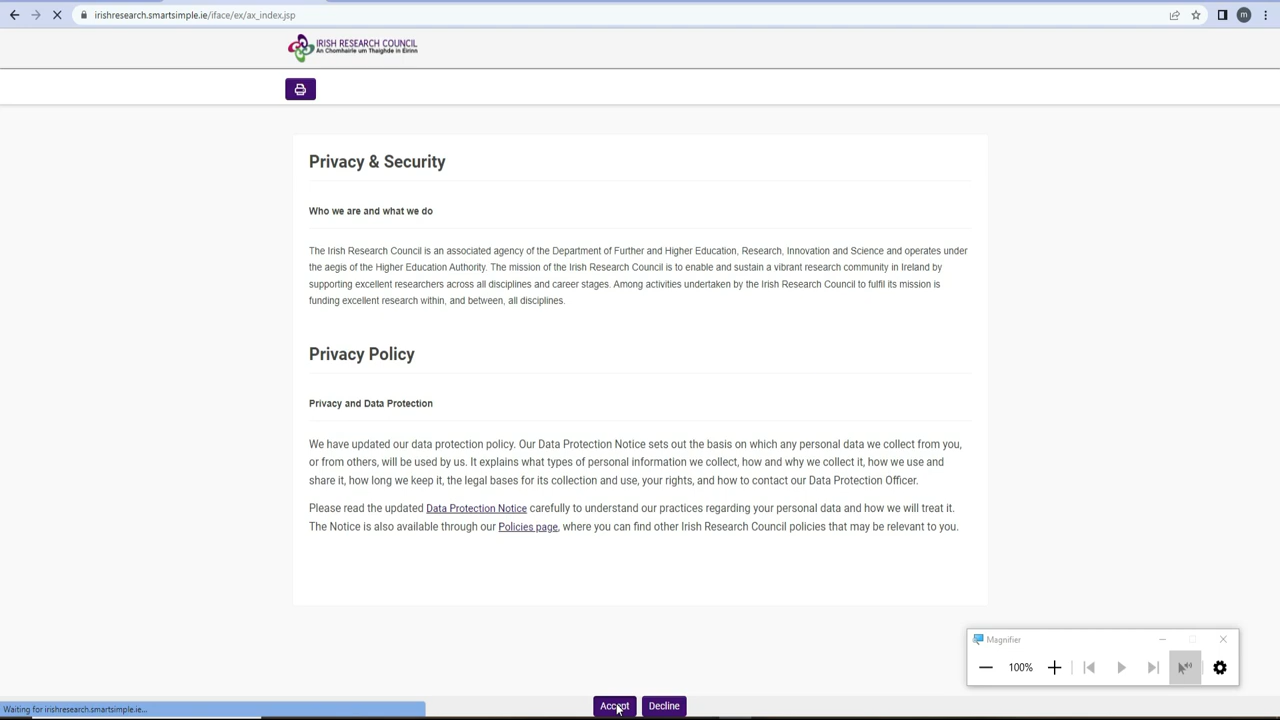 irishresearch.smartsimple.ie/iface/ex/ax_index.jsp
m
IRISH RESEARCH COUNCIL
An Chomhairle um Thaighde in Éirinn
Privacy & Security
Who we are and what we do
The Irish Research Council is an associated agency of the Department of Further and Higher Education, Research, Innovation and Science and operates under
the aegis of the Higher Education Authority. The mission of the Irish Research Council is to enable and sustain a vibrant research community in Ireland by
supporting excellent researchers across all disciplines and career stages. Among activities undertaken by the Irish Research Council to fulfil its mission is
funding excellent research within, and between, all disciplines.
Privacy Policy
Privacy and Data Protection
We have updated our data protection policy. Our Data Protection Notice sets out the basis on which any personal data we collect from you,
or from others, will be used by us. It explains what types of personal information we collect, how and why we collect it, how we use and
share it, how long we keep it, the legal bases for its collection and use, your rights, and how to contact our Data Protection Officer.
Please read the updated Data Protection Notice carefully to understand our practices regarding your personal data and how we will treat it.
The Notice is also available through our Policies page, where you can find other Irish Research Council policies that may be relevant to you.
Magnifier
100%
Accept
Decline
Waiting for irishresearch.smartsimple.ie...